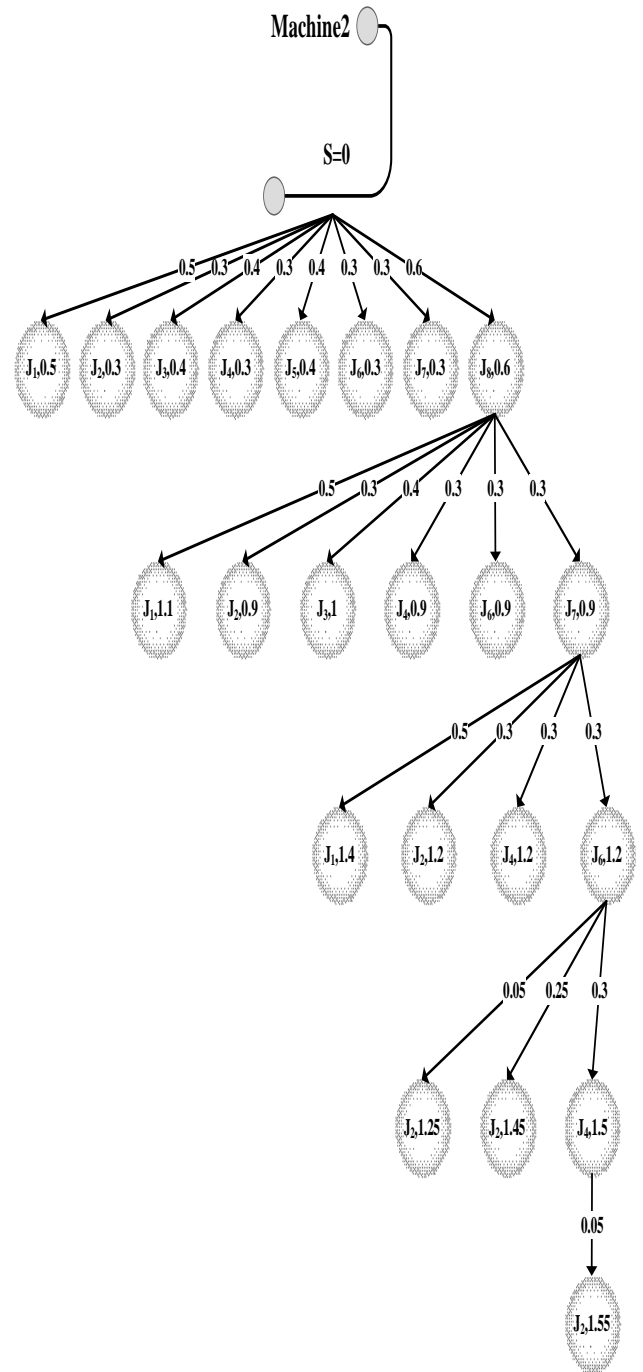 Machine2
S=0
0.5 0.3 0.4 0.3 0.4 0.3 0.3 0.6
J1,0.5 J2,0.3 J3,0.4 J4,0.3 J5,0.4 J6,0.3 J7,0.3 J8,0.6
0.5 0.3 0.4 0.3 0.3 0.3
J1,1.1 J2,0.9 J3,1 J4,0.9 J6,0.9 J7,0.9
0.5 0.3 0.3 0.3
J1,1.4 J2,1.2 J4,1.2 J6,1.2
0.05 0.25 0.3
J2,1.25 J2,1.45 J4,1.5
0.05
J2,1.55